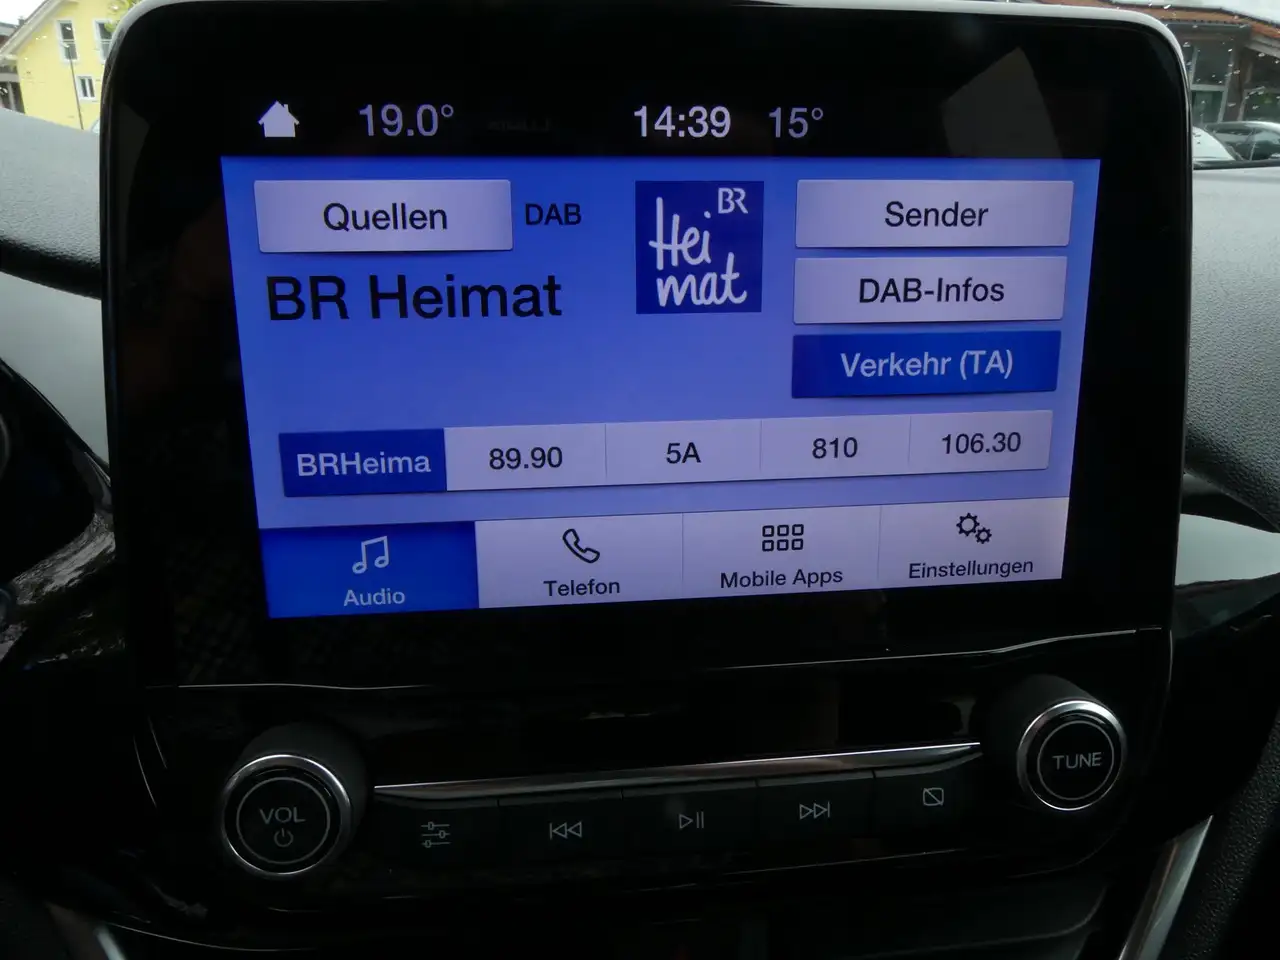 19.0° 14:39 15°
Quellen DAB
BR
Hei
mat
Sender
BR Heimat
DAB-Infos
Verkehr (TA)
BRHeima 89.90 5A 810 106.30
Audio Telefon Mobile Apps Einstellungen
VOL
TUNE